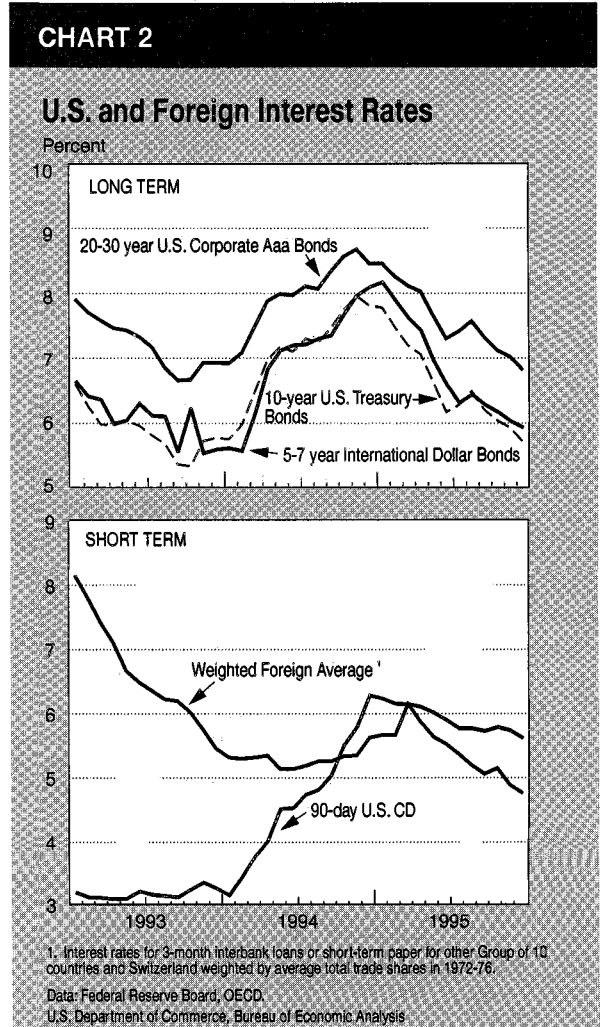 CHART 2
U.S. and Foreign Interest Rates
Percent
10
LONG TERM
9
20-30 year U.S. Corporate Aaa Bonds
8
7
10-year U.S. Treasury
Bonds
6
5-7 year International Dollar Bonds
5
9
SHORT TERM
8
7
Weighted Foreign Average ¹
6
5
90-day U.S. CD
4
3
1993 1994 1995
1. Interest rates for 3-month interbank loans or short-term paper for other Group of 10
countries and Switzerland weighted by average total trade shares in 1972-76.
Data: Federal Reserve Board, OECD.
U.S. Department of Commerce, Bureau of Economic Analysis